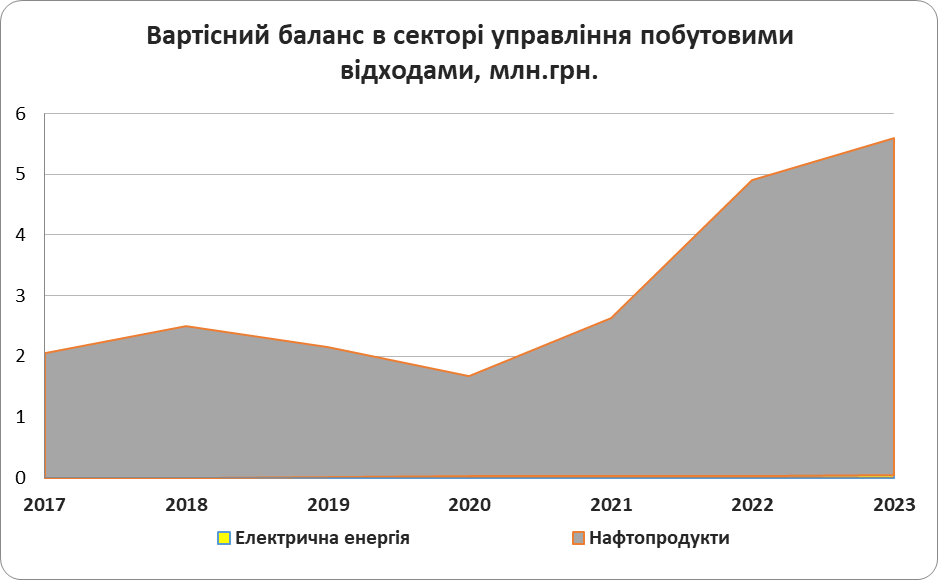 Вартісний баланс в секторі управління побутовими
відходами, млн.грн.
6
5
4
3
2
1
0
2017 2018 2019 2020 2021 2022 2023
Електрична енергія Нафтопродукти